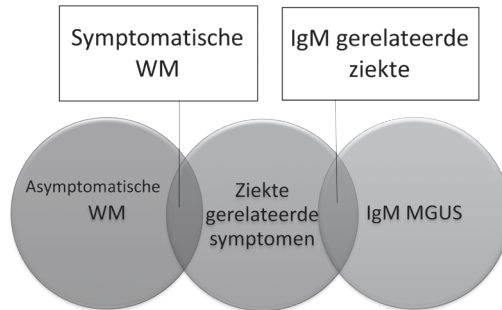 Symptomatische
WM
IgM gerelateerde
ziekte
Asymptomatische
WM
Ziekte
gerelateerde
symptomen
IgM MGUS